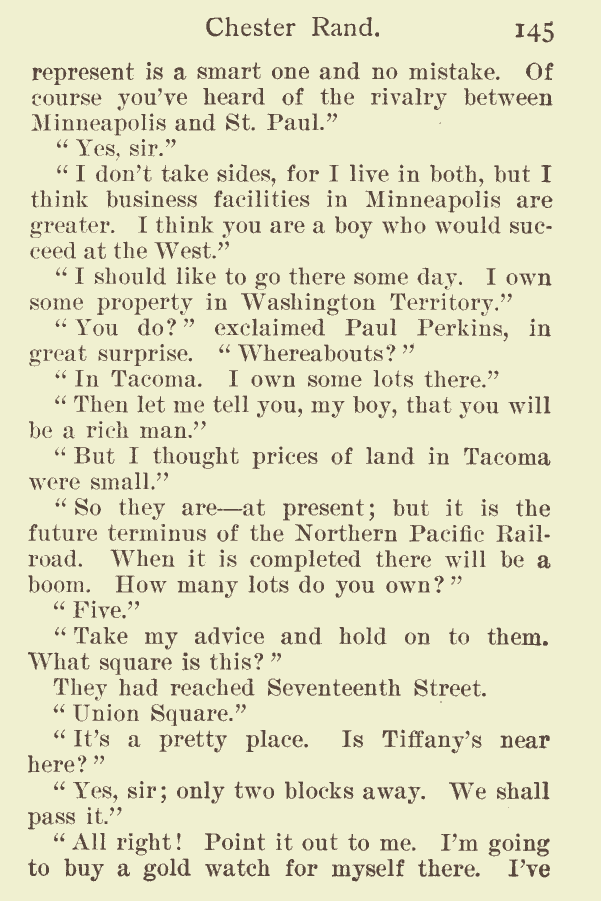 Chester Rand. 145
represent is a smart one and no mistake. Of
course you've heard of the rivalry between
Minneapolis and St. Paul.”
“ Yes, sir.”
“ I don't take sides, for I live in both, but I
think business facilities in Minneapolis are
greater. I think you are a boy who would suc-
ceed at the West.”
“ I should like to go there some day. I own
some property in Washington Territory.”
“ You do? ” exclaimed Paul Perkins, in
great surprise. “ Whereabouts? ”
“ In Tacoma. I own some lots there.”
“ Then let me tell you, my boy, that you will
be a rich man.”
“ But I thought prices of land in Tacoma
were small.”
“ So they are—at present; but it is the
future terminus of the Northern Pacific Rail-
road. When it is completed there will be a
boom. How many lots do you own? ”
“ Five.”
“ Take my advice and hold on to them.
What square is this? ”
They had reached Seventeenth Street.
“ Union Square.”
“ It's a pretty place. Is Tiffany's near
here? ”
“ Yes, sir; only two blocks away. We shall
pass it.”
“ All right! Point it out to me. I'm going
to buy a gold watch for myself there. I've